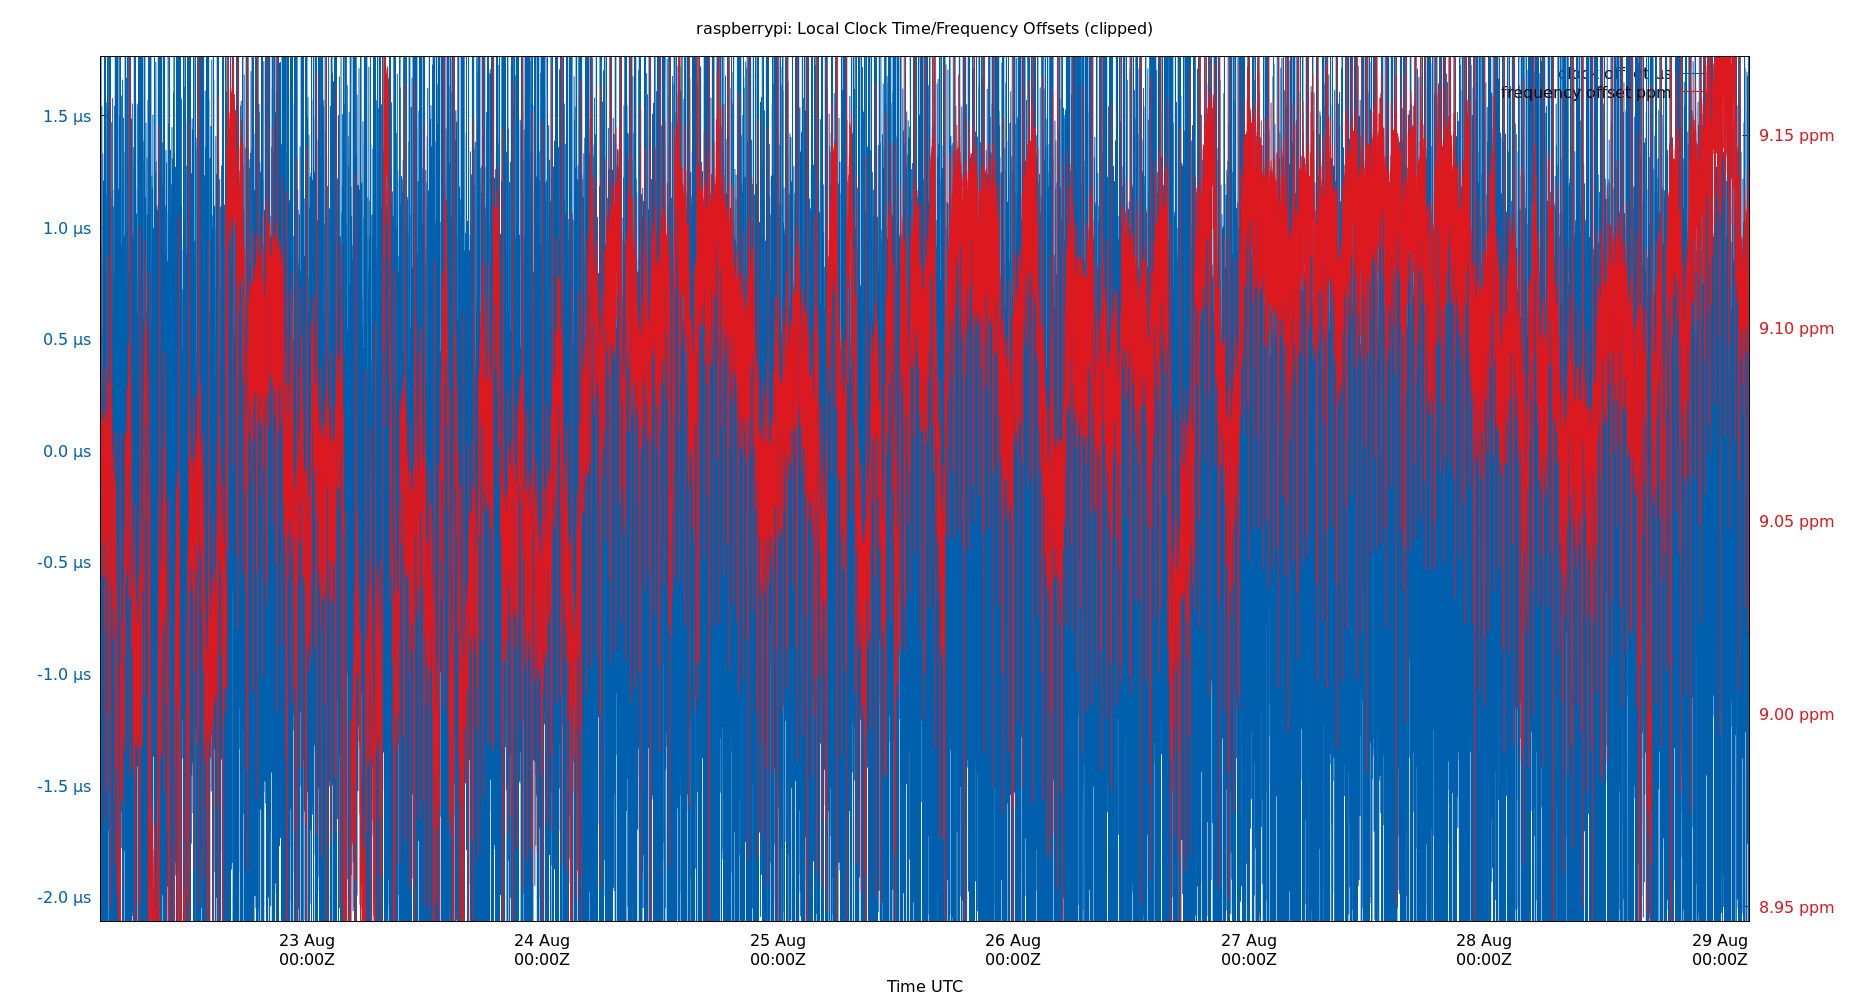 raspberrypi: Local Clock Time/Frequency Offsets (clipped)
clock offset µs
frequency offset ppm
1.5 µs
1.0 µs
0.5 µs
0.0 µs
-0.5 µs
-1.0 µs
-1.5 µs
-2.0 µs
9.15 ppm
9.10 ppm
9.05 ppm
9.00 ppm
8.95 ppm
23 Aug 24 Aug 25 Aug 26 Aug 27 Aug 28 Aug 29 Aug
00:00Z 00:00Z 00:00Z 00:00Z 00:00Z 00:00Z 00:00Z
Time UTC